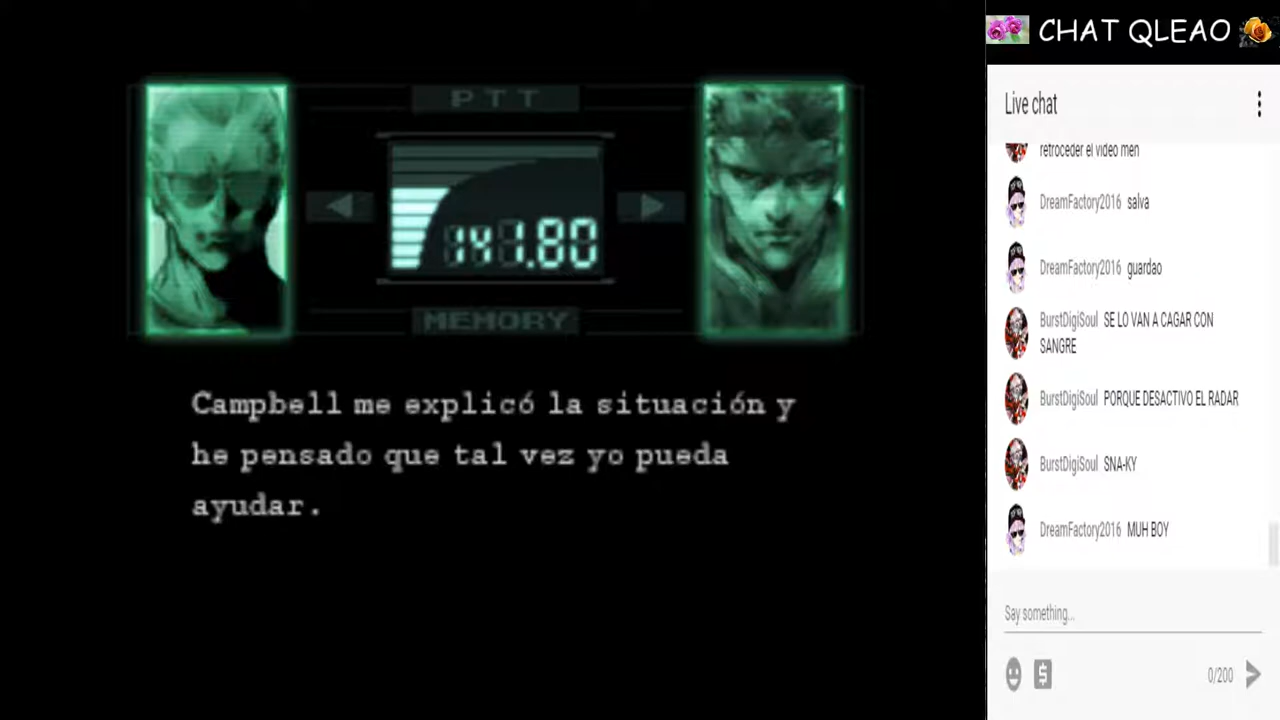 PTT
141.80
MEMORY
Campbell me explicó la situación y
he pensado que tal vez yo pueda
ayudar.
CHAT QLEAO
Live chat
retroceder el video men
DreamFactory2016 salva
DreamFactory2016 guardao
BurstDigiSoul SE LO VAN A CAGAR CON
SANGRE
BurstDigiSoul PORQUE DESACTIVO EL RADAR
BurstDigiSoul SNA-KY
DreamFactory2016 MUH BOY
Say something...
0/200